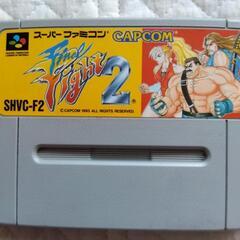 スーパーファミコン
CAPCOM
Final Fight 2
SHVC-F2
©CAPCOM 1993 ALL RIGHTS RESERVED